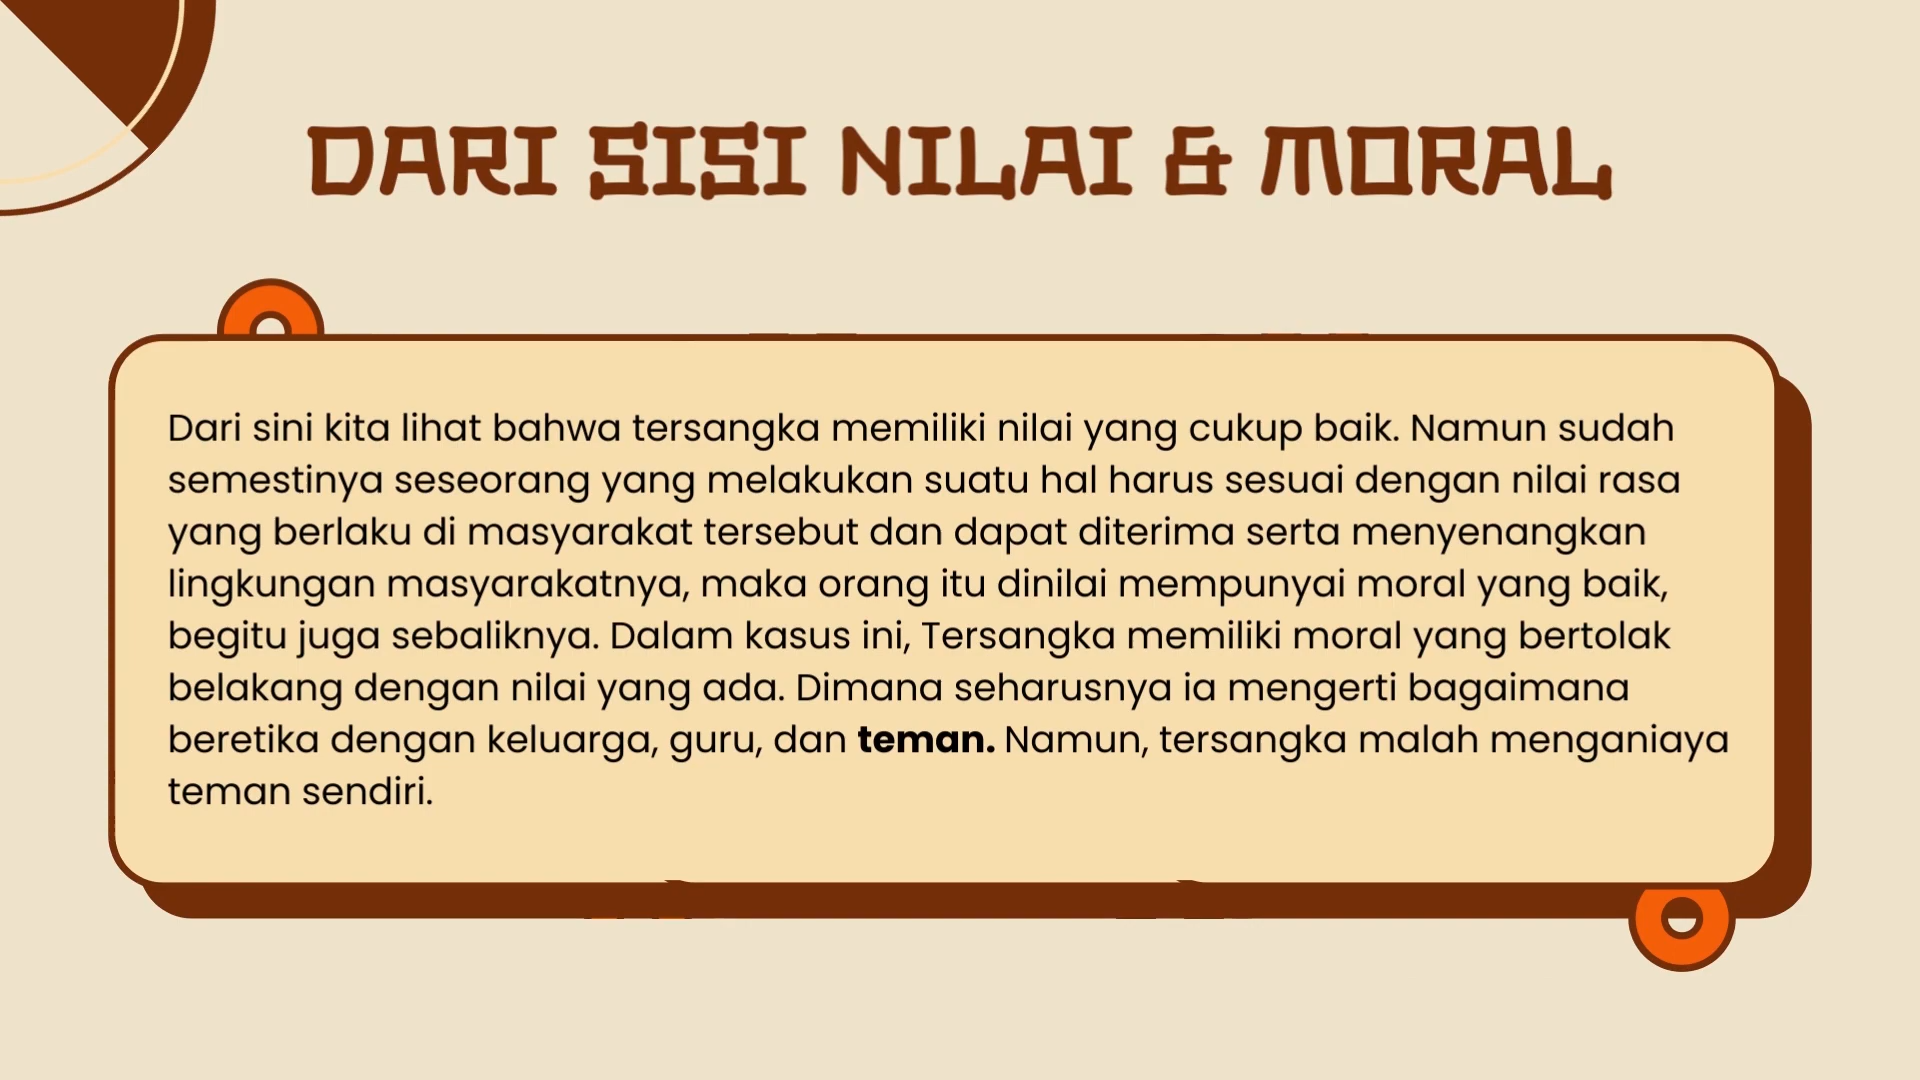 DARI SISI NILAI & MORAL
Dari sini kita lihat bahwa tersangka memiliki nilai yang cukup baik. Namun sudah
semestinya seseorang yang melakukan suatu hal harus sesuai dengan nilai rasa
yang berlaku di masyarakat tersebut dan dapat diterima serta menyenangkan
lingkungan masyarakatnya, maka orang itu dinilai mempunyai moral yang baik,
begitu juga sebaliknya. Dalam kasus ini, Tersangka memiliki moral yang bertolak
belakang dengan nilai yang ada. Dimana seharusnya ia mengerti bagaimana
beretika dengan keluarga, guru, dan teman. Namun, tersangka malah menganiaya
teman sendiri.